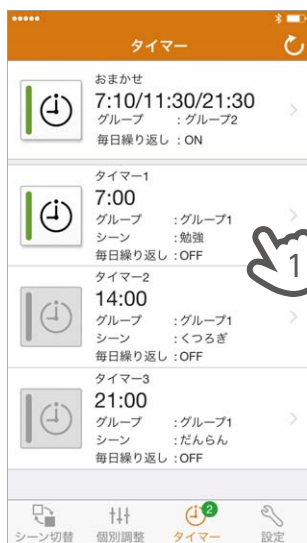 タイマー
おまかせ
7:10/11:30/21:30
グループ　：グループ2
毎日繰り返し：ON
タイマー1
7:00
グループ　：グループ1
シーン　：勉強
毎日繰り返し：OFF
1
タイマー2
14:00
グループ　：グループ1
シーン　：くつろぎ
毎日繰り返し：OFF
タイマー3
21:00
グループ　：グループ1
シーン　：だんらん
毎日繰り返し：OFF
2
シーン切替　個別調整　タイマー　設定